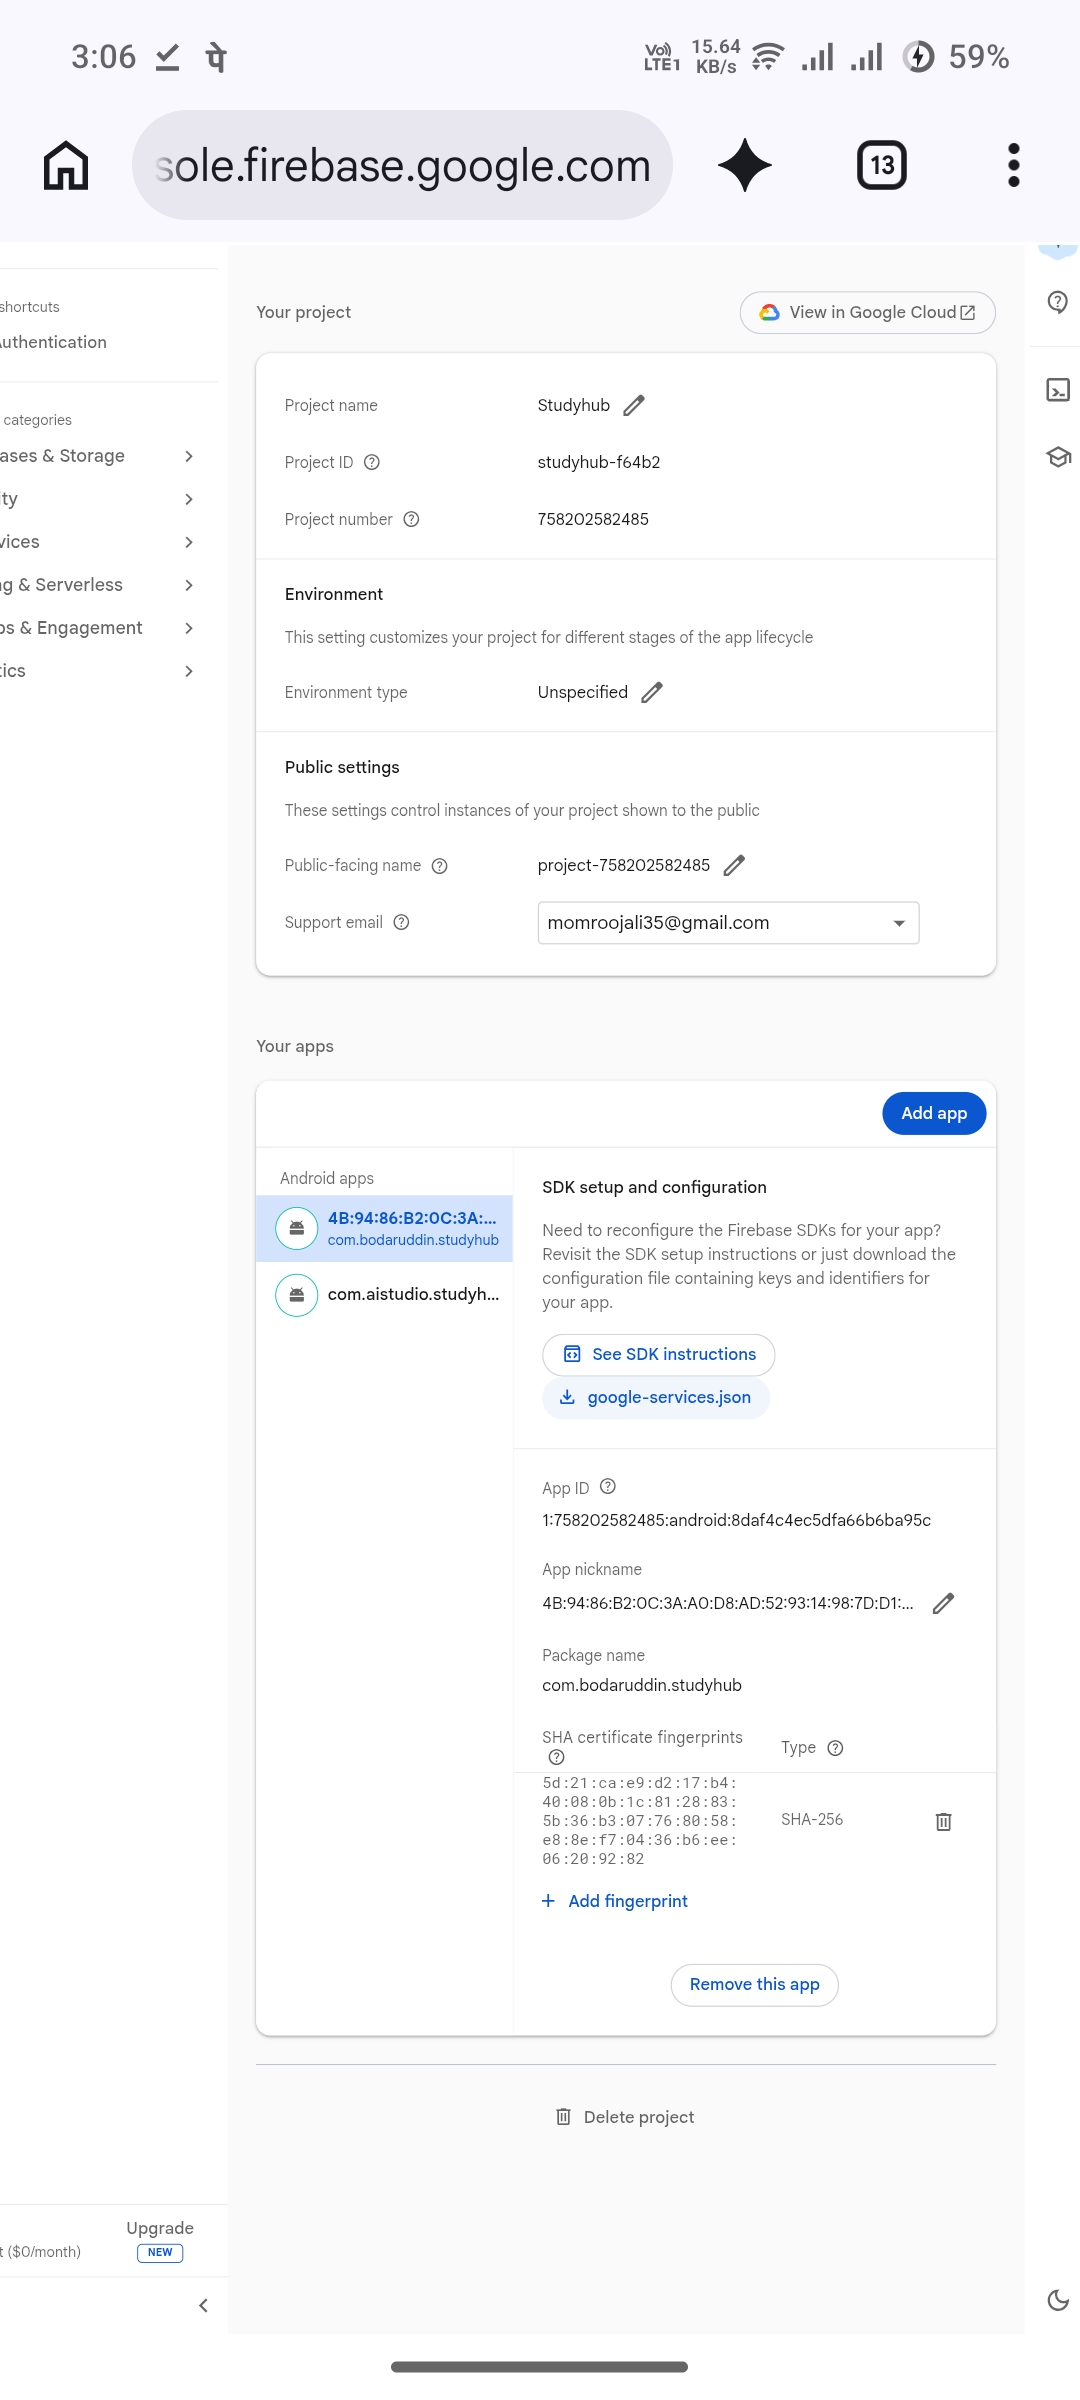 3:06
पे
Vo)) LTE1
15.64 KB/s
59%
sole.firebase.google.com
13
shortcuts
Authentication
categories
ases & Storage
ity
vices
ng & Serverless
ps & Engagement
tics
Your project
View in Google Cloud
Project name
Studyhub
Project ID
studyhub-f64b2
Project number
758202582485
Environment
This setting customizes your project for different stages of the app lifecycle
Environment type
Unspecified
Public settings
These settings control instances of your project shown to the public
Public-facing name
project-758202582485
Support email
momroojali35@gmail.com
Your apps
Add app
Android apps
4B:94:86:B2:0C:3A:...
com.bodaruddin.studyhub
com.aistudio.studyh...
SDK setup and configuration
Need to reconfigure the Firebase SDKs for your app?
Revisit the SDK setup instructions or just download the
configuration file containing keys and identifiers for
your app.
See SDK instructions
google-services.json
App ID
1:758202582485:android:8daf4c4ec5dfa66b6ba95c
App nickname
4B:94:86:B2:0C:3A:A0:D8:AD:52:93:14:98:7D:D1:...
Package name
com.bodaruddin.studyhub
SHA certificate fingerprints
Type
5d:21:ca:e9:d2:17:b4:
40:08:0b:1c:81:28:83:
5b:36:b3:07:76:80:58:
e8:8e:f7:04:36:b6:ee:
06:20:92:82
SHA-256
Add fingerprint
Remove this app
Delete project
Upgrade
t ($0/month)
NEW